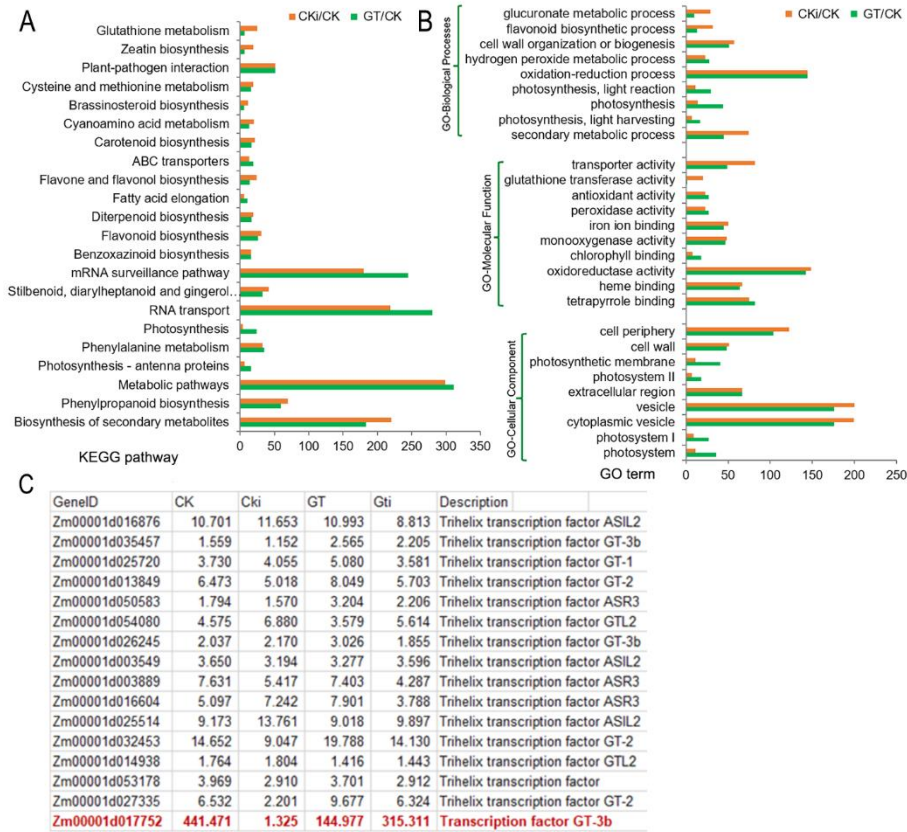 A
CKi/CK GT/CK
Glutathione metabolism
Zeatin biosynthesis
Plant-pathogen interaction
Cysteine and methionine metabolism
Brassinosteroid biosynthesis
Cyanoamino acid metabolism
Carotenoid biosynthesis
ABC transporters
Flavone and flavonol biosynthesis
Fatty acid elongation
Diterpenoid biosynthesis
Flavonoid biosynthesis
Benzoxazinoid biosynthesis
mRNA surveillance pathway
Stilbenoid, diarylheptanoid and gingerol...
RNA transport
Photosynthesis
Phenylalanine metabolism
Photosynthesis - antenna proteins
Metabolic pathways
Phenylpropanoid biosynthesis
Biosynthesis of secondary metabolites
0 50 100 150 200 250 300 350
KEGG pathway
B
CKi/CK GT/CK
GO-Biological Processes
glucuronate metabolic process
flavonoid biosynthetic process
cell wall organization or biogenesis
hydrogen peroxide metabolic process
oxidation-reduction process
photosynthesis, light reaction
photosynthesis
photosynthesis, light harvesting
secondary metabolic process
GO-Molecular Function
transporter activity
glutathione transferase activity
antioxidant activity
peroxidase activity
iron ion binding
monooxygenase activity
chlorophyll binding
oxidoreductase activity
heme binding
tetrapyrrole binding
GO-Cellular Component
cell periphery
cell wall
photosynthetic membrane
photosystem II
extracellular region
vesicle
cytoplasmic vesicle
photosystem I
photosystem
0 50 100 150 200 250
GO term
C
GeneID CK Cki GT Gti Description
Zm00001d016876 10.701 11.653 10.993 8.813 Trihelix transcription factor ASIL2
Zm00001d035457 1.559 1.152 2.565 2.205 Trihelix transcription factor GT-3b
Zm00001d025720 3.730 4.055 5.080 3.581 Trihelix transcription factor GT-1
Zm00001d013849 6.473 5.018 8.049 5.703 Trihelix transcription factor GT-2
Zm00001d050583 1.794 1.570 3.204 2.206 Trihelix transcription factor ASR3
Zm00001d054080 4.575 6.880 3.579 5.614 Trihelix transcription factor GTL2
Zm00001d026245 2.037 2.170 3.026 1.855 Trihelix transcription factor GT-3b
Zm00001d003549 3.650 3.194 3.277 3.596 Trihelix transcription factor ASIL2
Zm00001d003889 7.631 5.417 7.403 4.287 Trihelix transcription factor ASR3
Zm00001d016604 5.097 7.242 7.901 3.788 Trihelix transcription factor ASR3
Zm00001d025514 9.173 13.761 9.018 9.897 Trihelix transcription factor ASIL2
Zm00001d032453 14.652 9.047 19.788 14.130 Trihelix transcription factor GT-2
Zm00001d014938 1.764 1.804 1.416 1.443 Trihelix transcription factor GTL2
Zm00001d053178 3.969 2.910 3.701 2.912 Trihelix transcription factor
Zm00001d027335 6.532 2.201 9.677 6.324 Trihelix transcription factor GT-2
Zm00001d017752 441.471 1.325 144.977 315.311 Transcription factor GT-3b